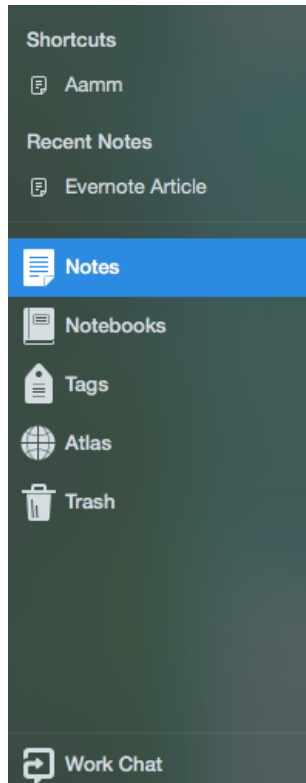 Shortcuts
Aamm
Recent Notes
Evernote Article
Notes
Notebooks
Tags
Atlas
Trash
Work Chat